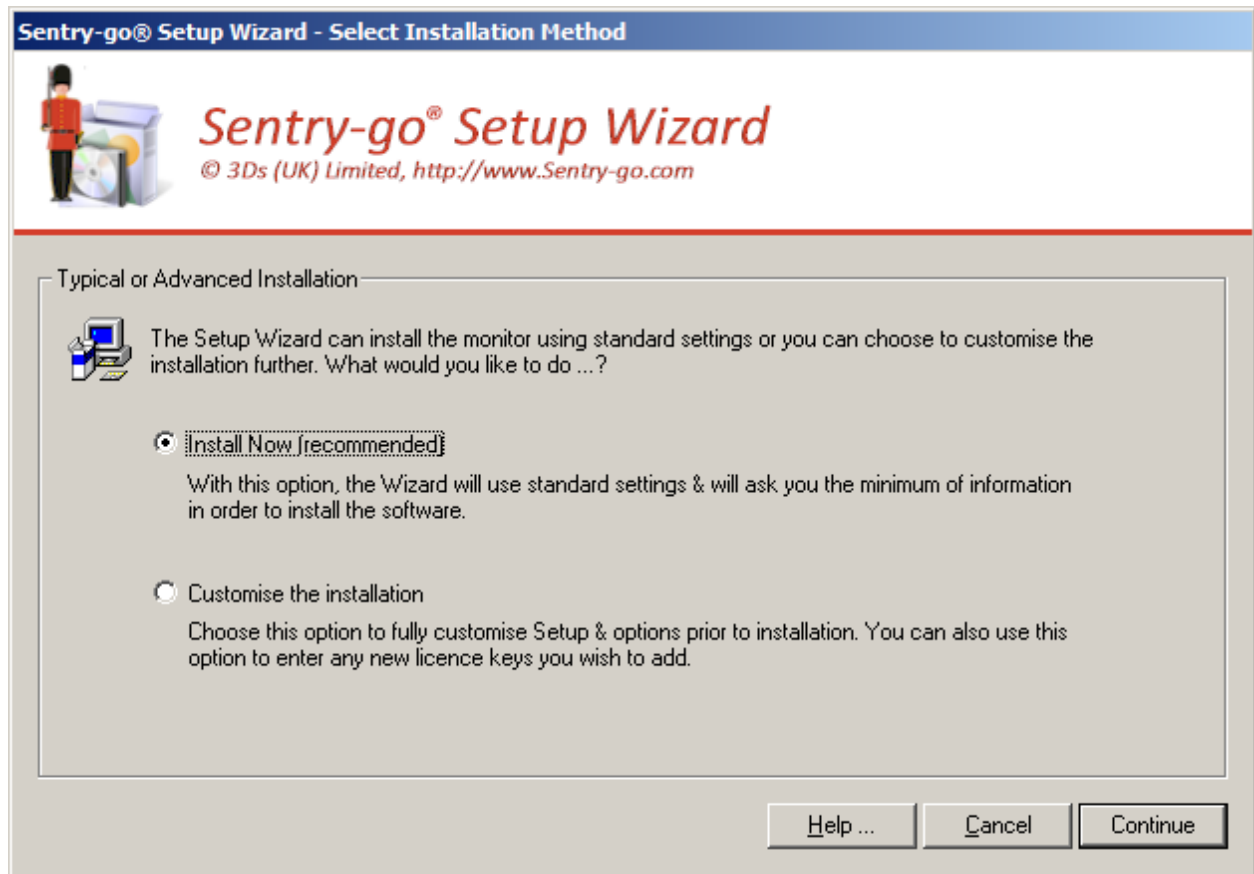 Sentry-go® Setup Wizard - Select Installation Method
Sentry-go® Setup Wizard
© 3Ds (UK) Limited, http://www.Sentry-go.com
Typical or Advanced Installation
The Setup Wizard can install the monitor using standard settings or you can choose to customise the
installation further. What would you like to do ...?
Install Now (recommended)
With this option, the Wizard will use standard settings & will ask you the minimum of information
in order to install the software.
Customise the installation
Choose this option to fully customise Setup & options prior to installation. You can also use this
option to enter any new licence keys you wish to add.
Help ... Cancel Continue